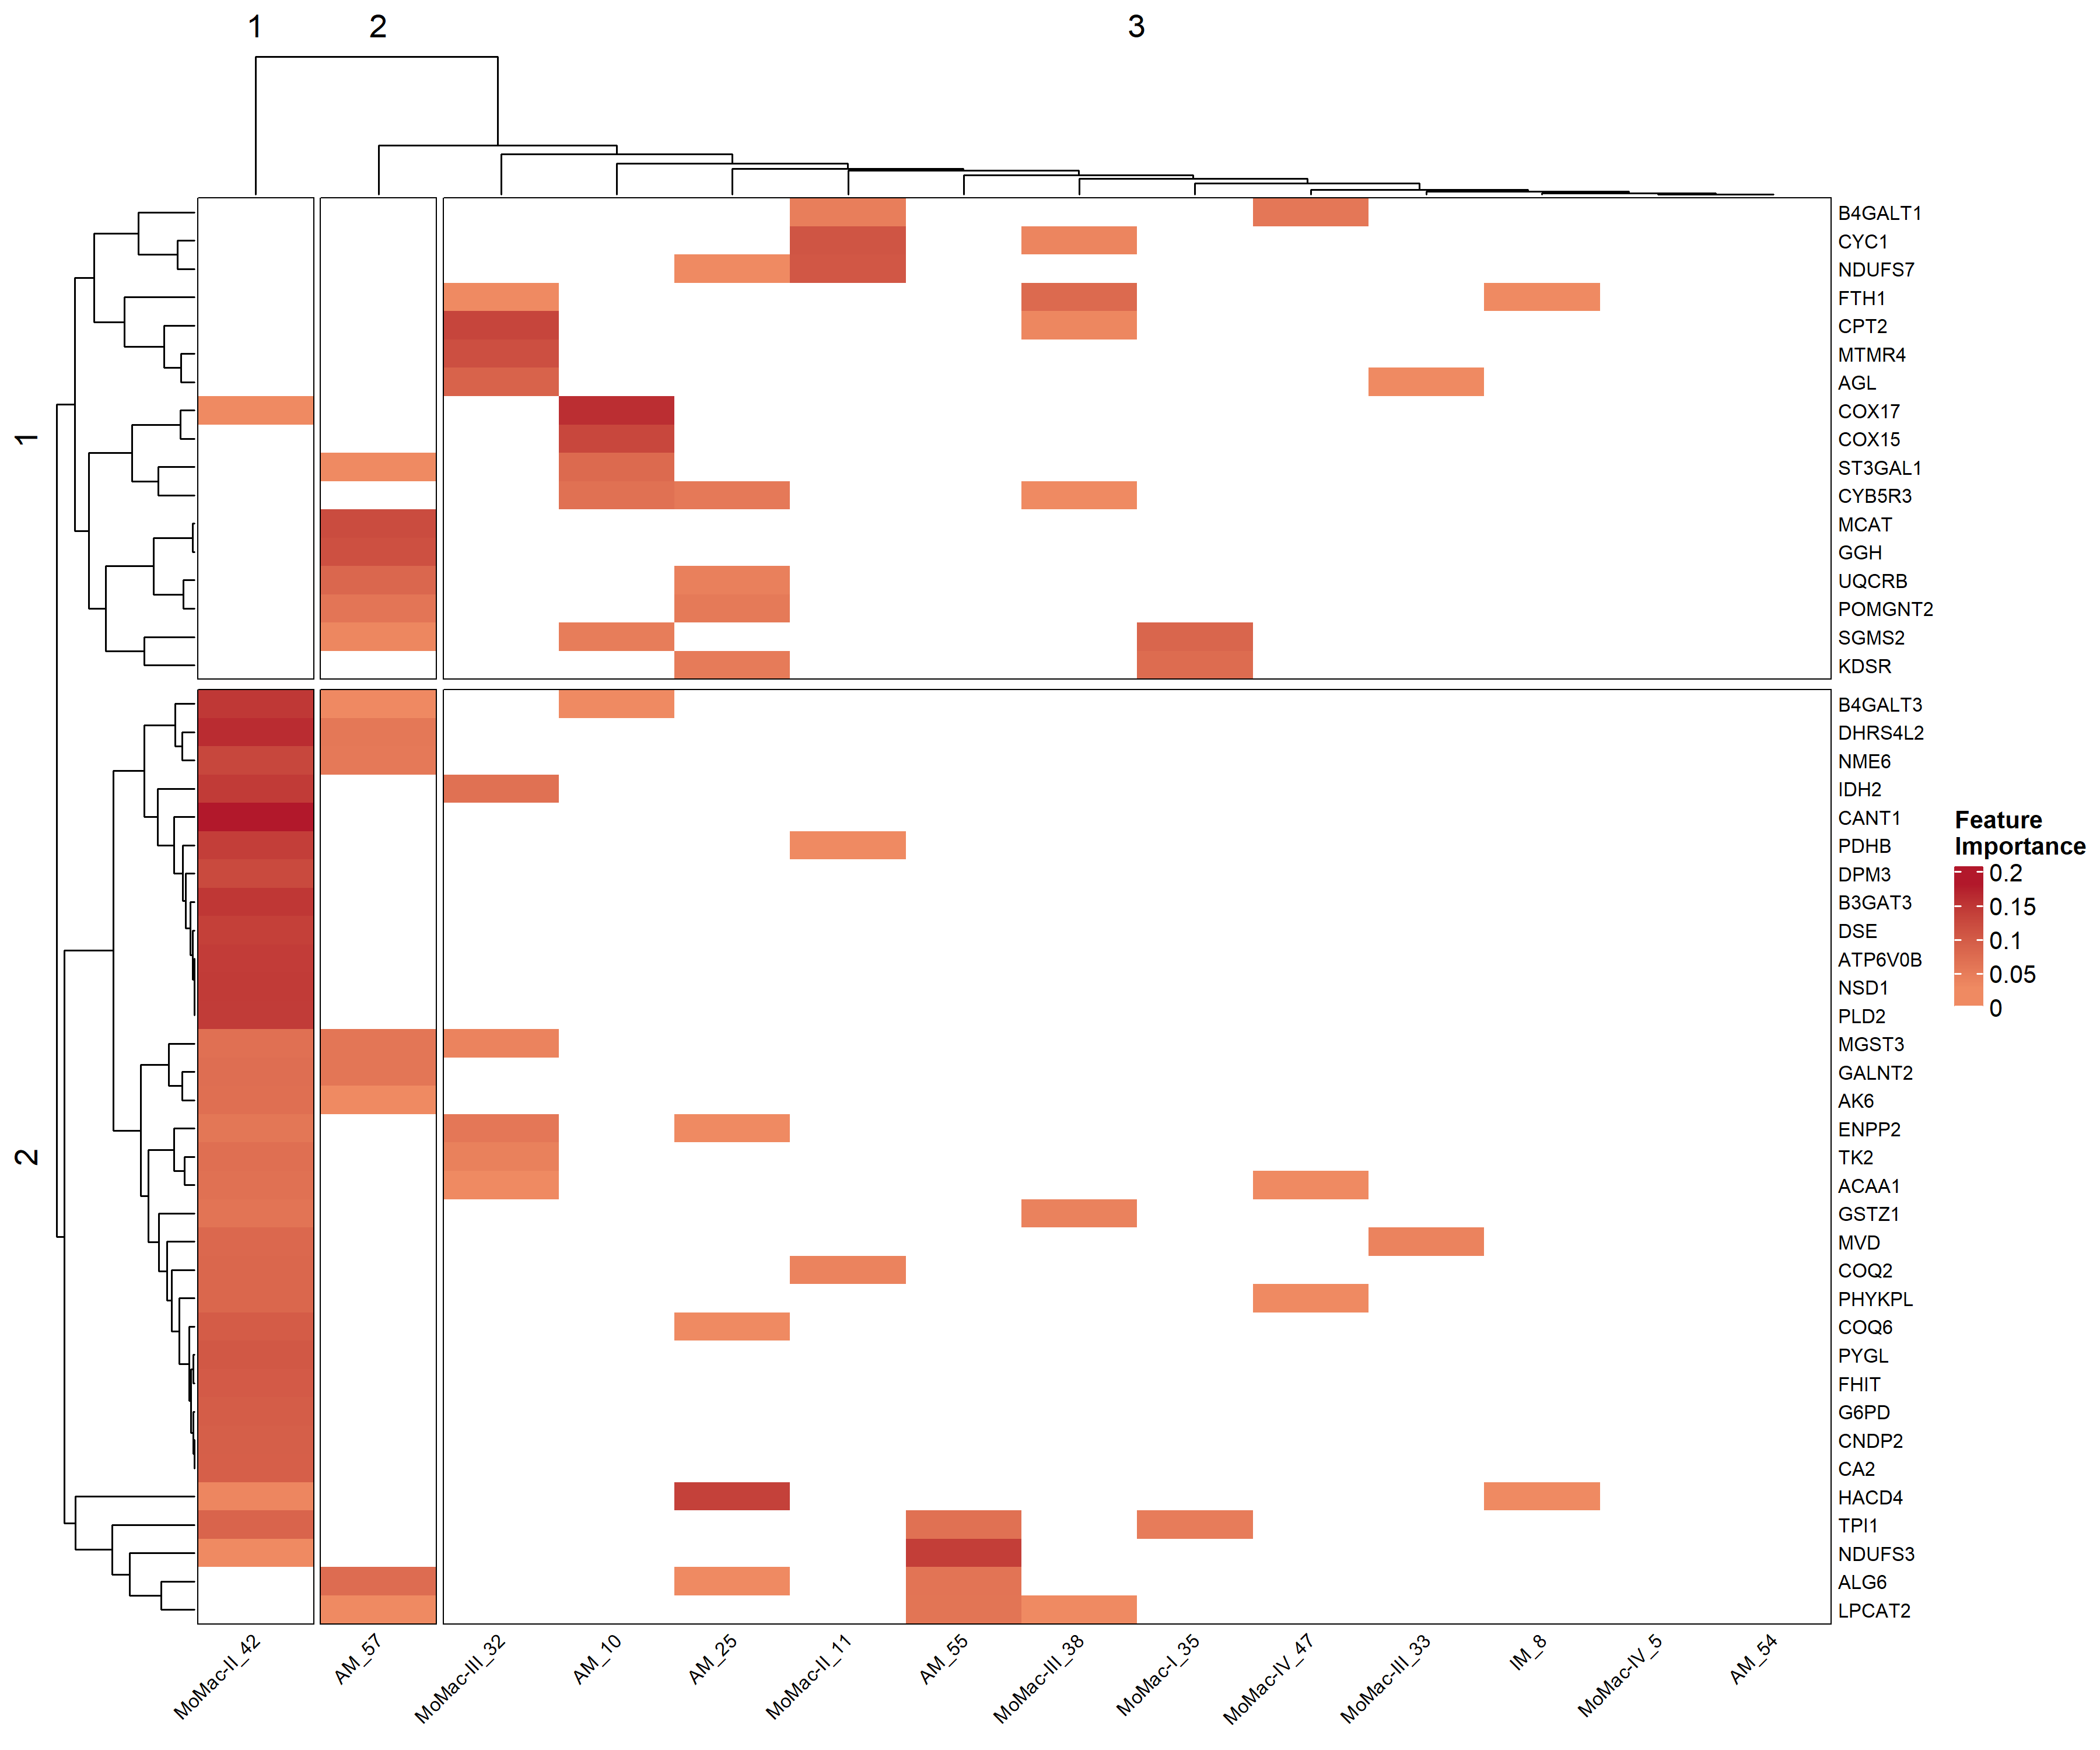 1
2
3
1
2
B4GALT1
CYC1
NDUFS7
FTH1
CPT2
MTMR4
AGL
COX17
COX15
ST3GAL1
CYB5R3
MCAT
GGH
UQCRB
POMGNT2
SGMS2
KDSR
B4GALT3
DHRS4L2
NME6
IDH2
CANT1
PDHB
DPM3
B3GAT3
DSE
ATP6V0B
NSD1
PLD2
MGST3
GALNT2
AK6
ENPP2
TK2
ACAA1
GSTZ1
MVD
COQ2
PHYKPL
COQ6
PYGL
FHIT
G6PD
CNDP2
CA2
HACD4
TPI1
NDUFS3
ALG6
LPCAT2
Feature
Importance
0.2
0.15
0.1
0.05
0
MoMac-II_42
AM_57
MoMac-III_32
AM_10
AM_25
MoMac-II_11
AM_55
MoMac-III_38
MoMac-I_35
MoMac-IV_47
MoMac-III_33
IM_8
MoMac-IV_5
AM_54